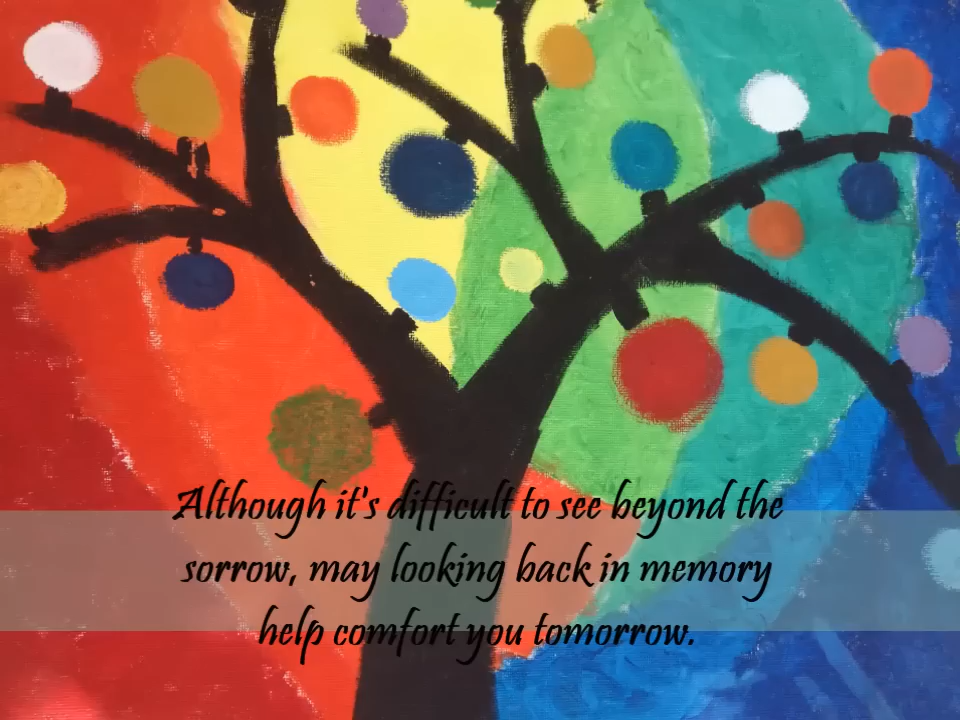 Although it's difficult to see beyond the
sorrow, may looking back in memory
help comfort you tomorrow.